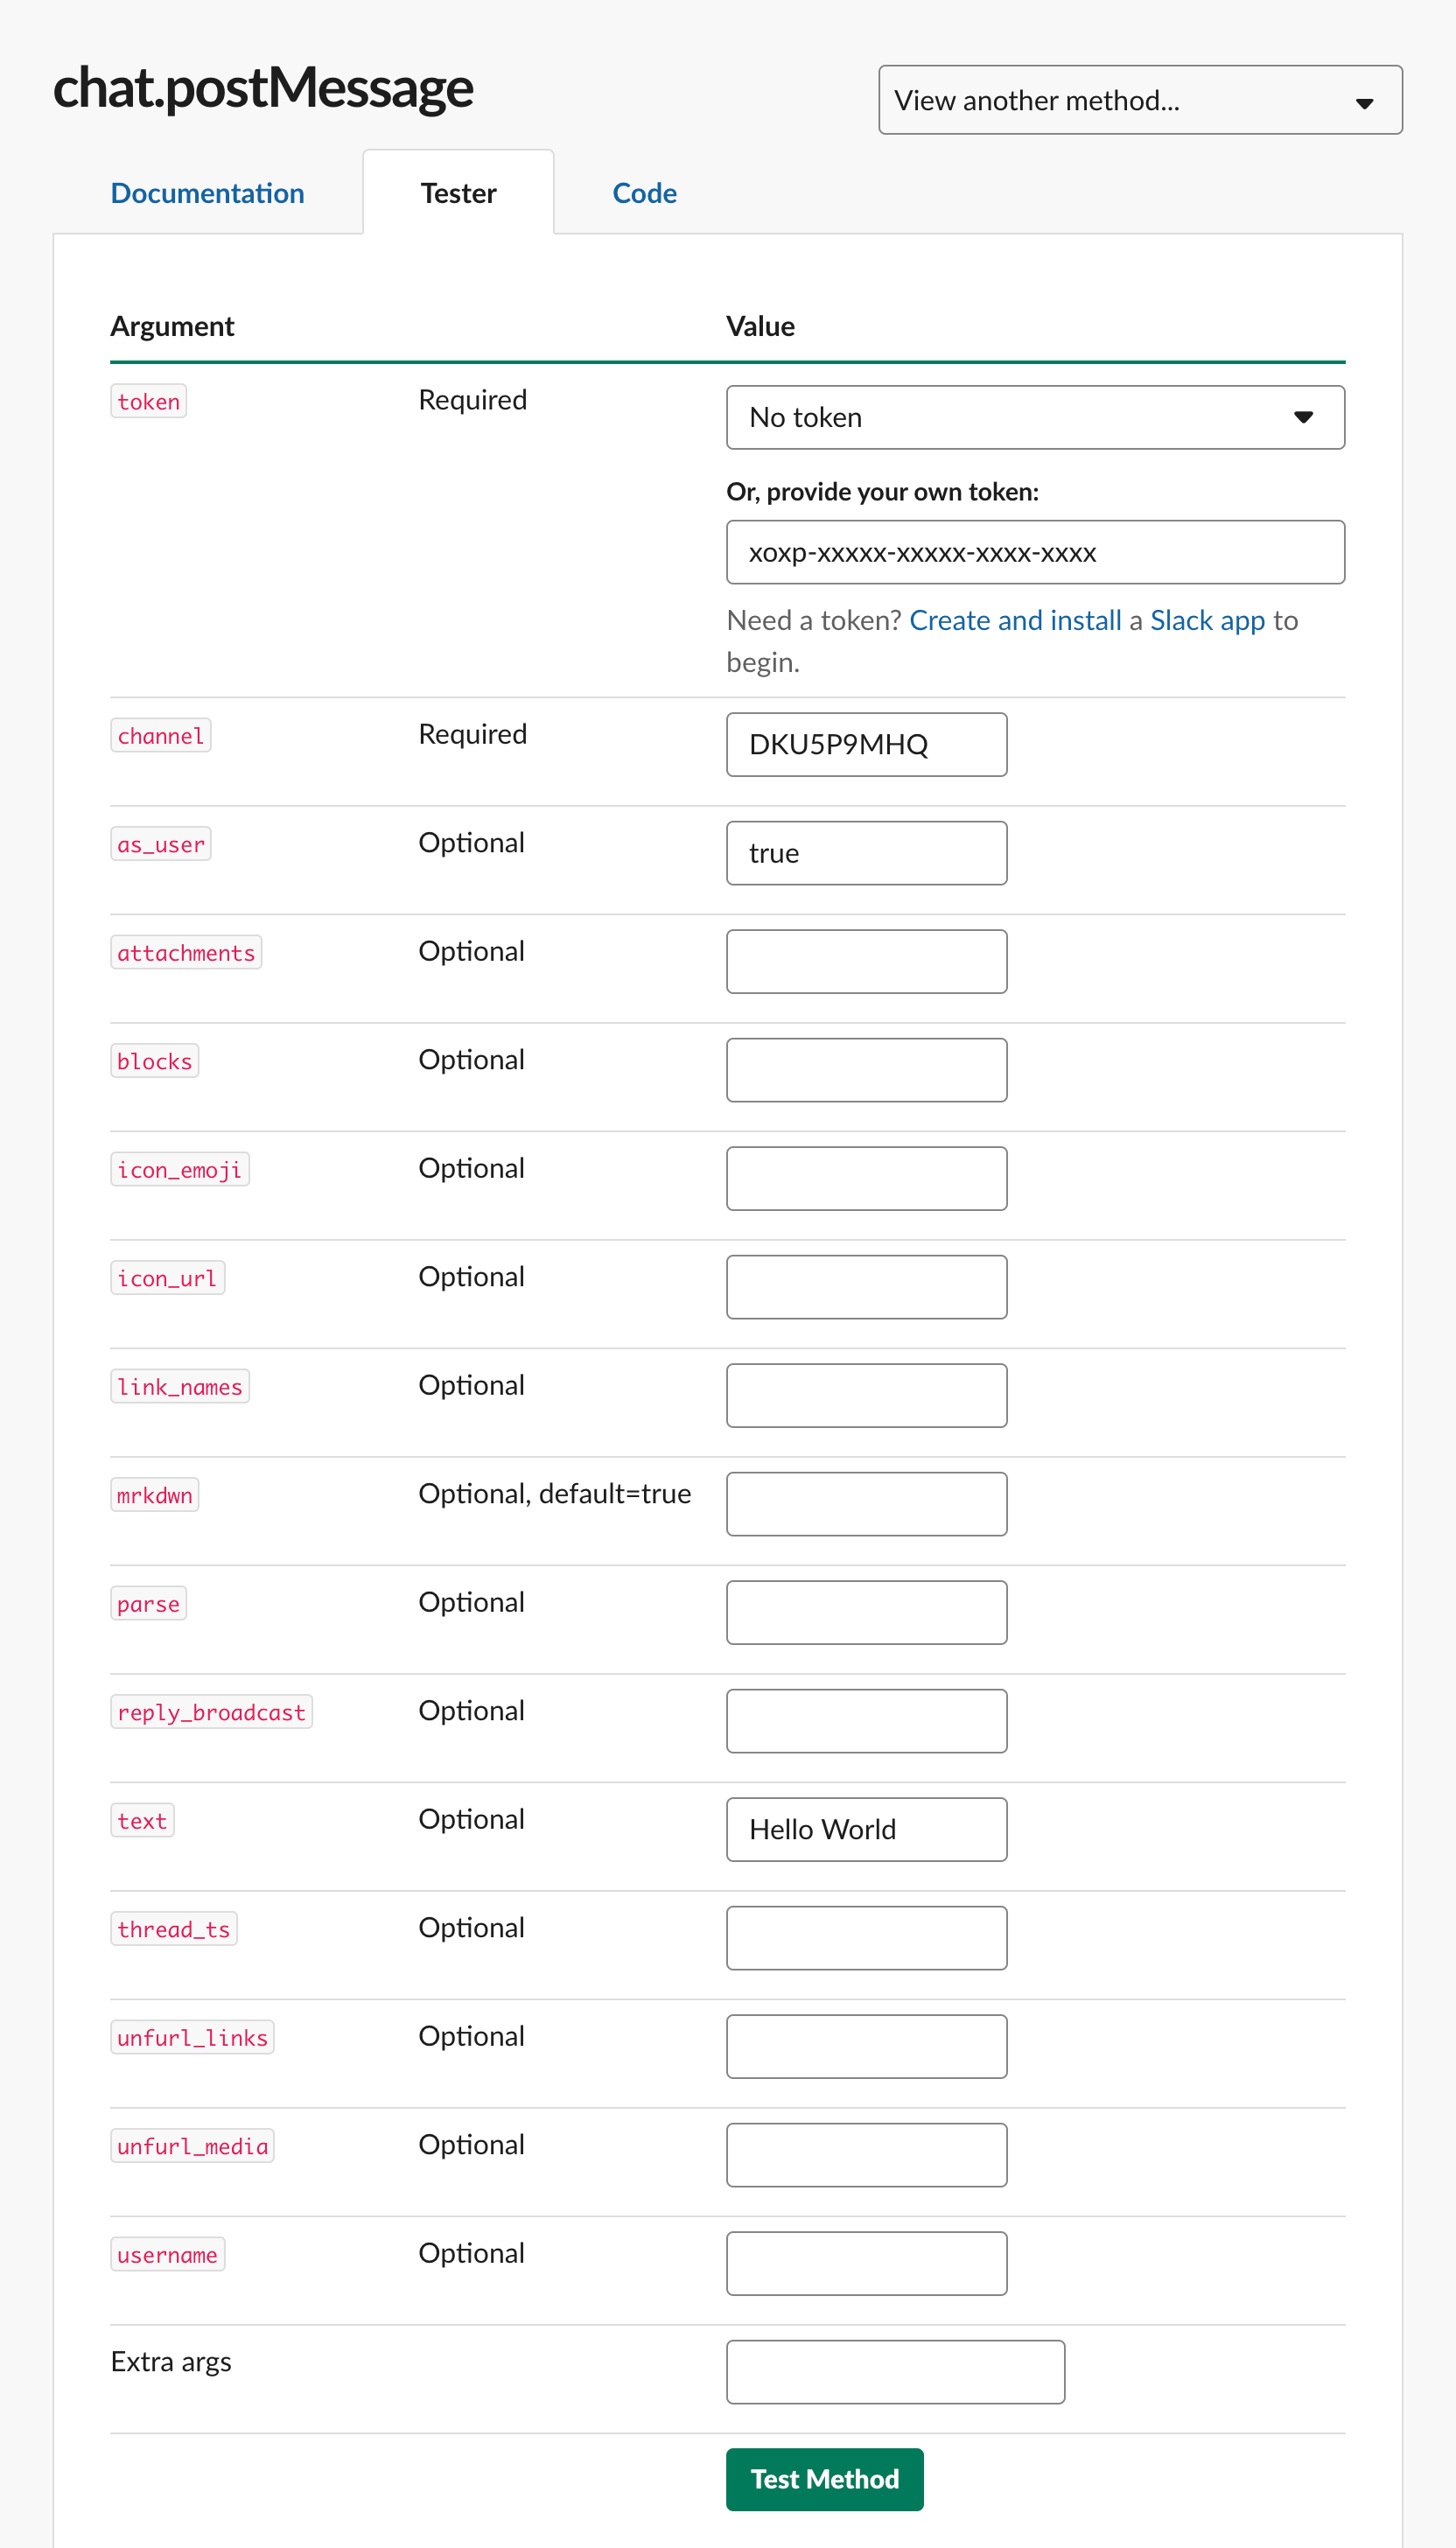 chat.postMessage
View another method...
Documentation Tester Code
Argument Value
token Required No token
Or, provide your own token:
xoxp-xxxxx-xxxxx-xxxx-xxxx
Need a token? Create and install a Slack app to
begin.
channel Required DKU5P9MHQ
as_user Optional true
attachments Optional
blocks Optional
icon_emoji Optional
icon_url Optional
link_names Optional
mrkdwn Optional, default=true
parse Optional
reply_broadcast Optional
text Optional Hello World
thread_ts Optional
unfurl_links Optional
unfurl_media Optional
username Optional
Extra args
Test Method